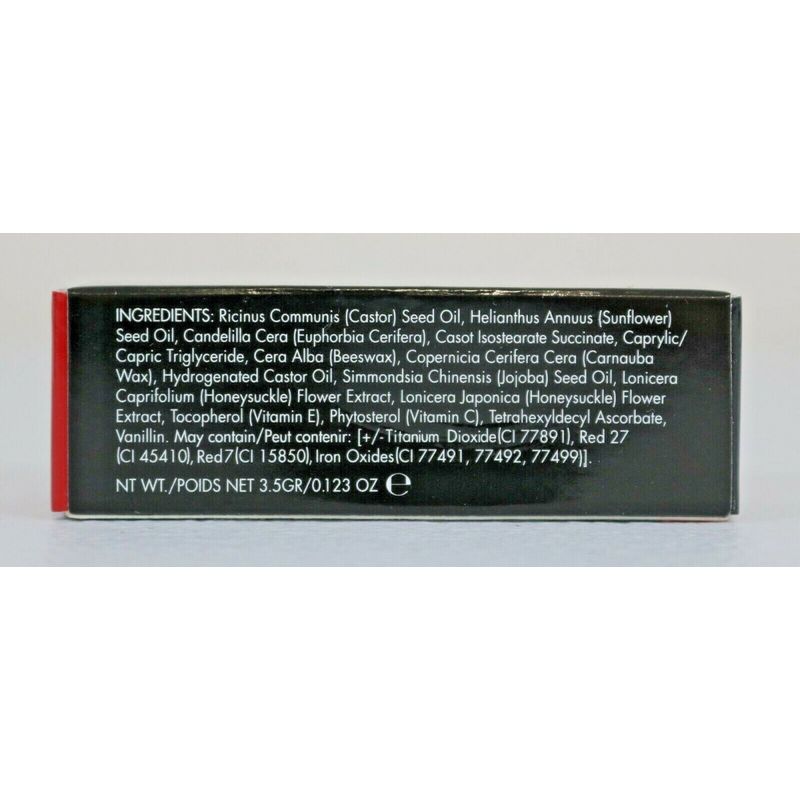 INGREDIENTS: Ricinus Communis (Castor) Seed Oil, Helianthus Annuus (Sunflower)
Seed Oil, Candelilla Cera (Euphorbia Cerifera), Casot Isostearate Succinate, Caprylic/
Capric Triglyceride, Cera Alba (Beeswax), Copernicia Cerifera Cera (Carnauba
Wax), Hydrogenated Castor Oil, Simmondsia Chinensis (Jojoba) Seed Oil, Lonicera
Caprifolium (Honeysuckle) Flower Extract, Lonicera Japonica (Honeysuckle) Flower
Extract, Tocopherol (Vitamin E), Phytosterol (Vitamin C), Tetrahexyldecyl Ascorbate,
Vanillin. May contain/Peut contenir: [+/-Titanium Dioxide(CI 77891), Red 27
(CI 45410), Red7(CI 15850), Iron Oxides(CI 77491, 77492, 77499)].
NT WT./POIDS NET 3.5GR/0.123 OZ ℮